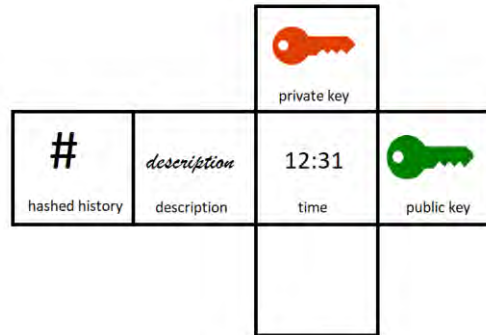 private key
#
hashed history
description
description
12:31
time
public key